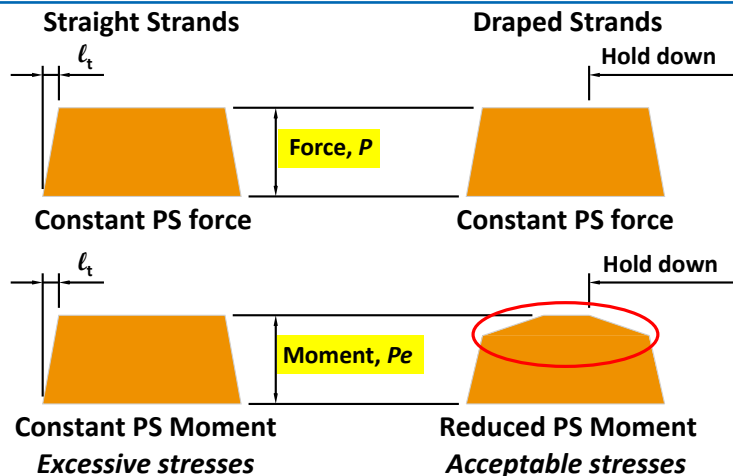 Straight Strands
Draped Strands
ℓt
Hold down
Force, P
Constant PS force
Constant PS force
ℓt
Hold down
Moment, Pe
Constant PS Moment
Reduced PS Moment
Excessive stresses
Acceptable stresses